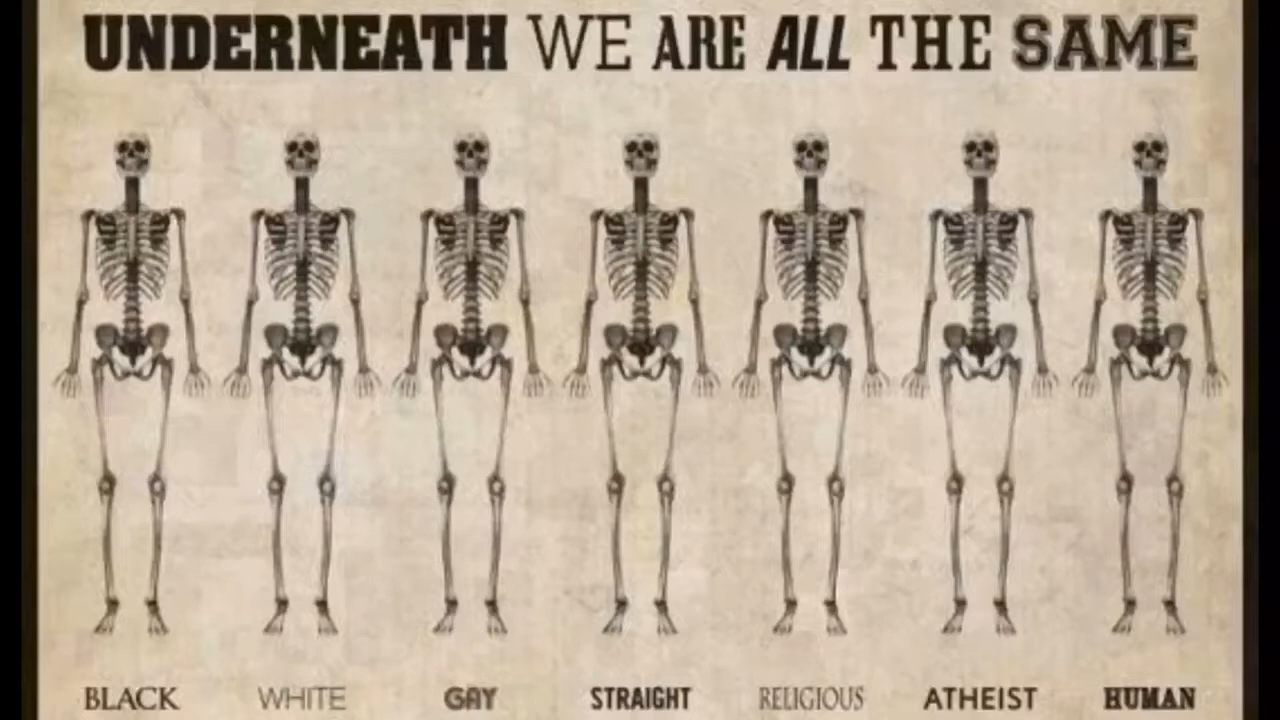 UNDERNEATH WE ARE ALL THE SAME
BLACK WHITE GAY STRAIGHT RELIGIOUS ATHEIST HUMAN